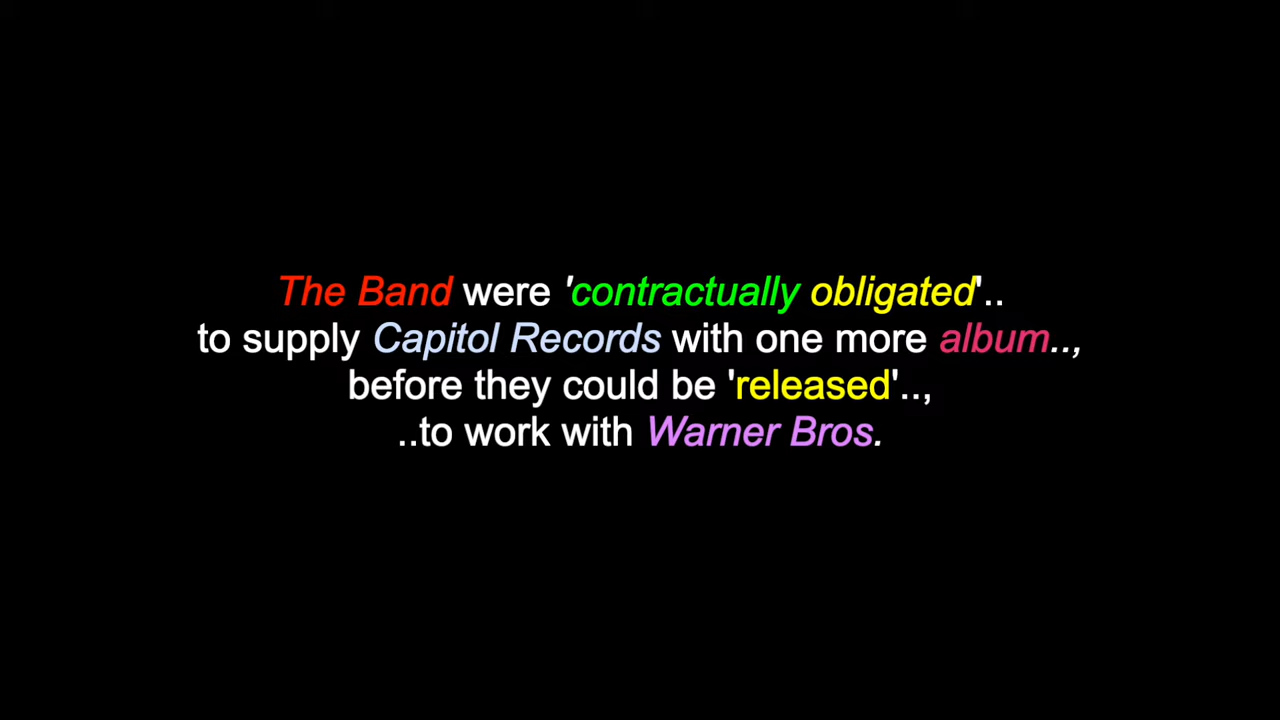 The Band were 'contractually obligated'..
to supply Capitol Records with one more album..,
before they could be 'released'..,
..to work with Warner Bros.